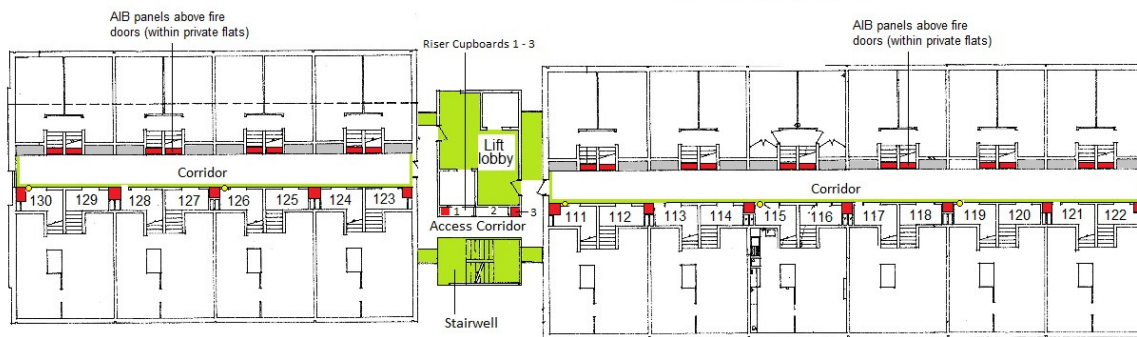 AIB panels above fire
doors (within private flats)
Riser Cupboards 1 - 3
AIB panels above fire
doors (within private flats)
Lift
lobby
Corridor
Corridor
130 129 128 127 126 125 124 123
1 2 3
111 112 113 114 115 116 117 118 119 120 121 122
Access Corridor
Stairwell